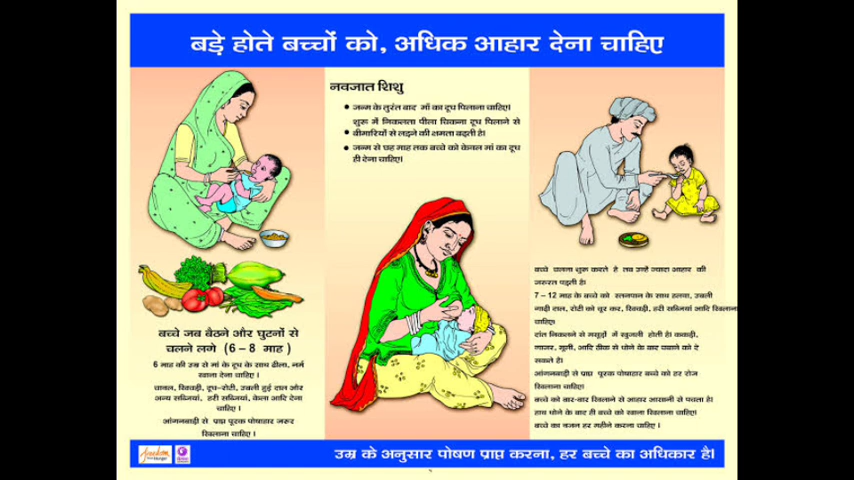 बड़े होते बच्चों को, अधिक आहार देना चाहिए
नवजात शिशु
जन्म के तुरंत बाद मां का दूध पिलाना चाहिए।
शुरू में निकलता पीला चिकना दूध पिलाने से
बीमारियों से लड़ने की क्षमता बढ़ती है।
जन्म से छह माह तक बच्चे को केवल मां का दूध
ही देना चाहिए।
बच्चे जब बैठने और घुटनों से
चलने लगे (6 – 8 माह)
6 माह की उम्र से मां के दूध के साथ ढीला, नर्म
खाना देना चाहिए।
चावल, खिचड़ी, दूध-रोटी, उबली हुई दाल और
अन्य सब्जियां, हरी सब्जियां, केला आदि देना
चाहिए।
आंगनबाड़ी से प्राप्त पूरक पोषाहार जरूर
खिलाना चाहिए।
बच्चे चलना शुरू करते है तब उन्हें ज्यादा आहार की
जरूरत पड़ती है।
7 – 12 माह के बच्चे को स्तनपान के साथ हलवा, उबली
गाढ़ी दाल, रोटी को चूर कर, खिचड़ी, हरी सब्जियां आदि खिलाना
चाहिए।
दांत निकलने से मसूड़ों में खुजली होती है। ककड़ी,
गाजर, मूली, आदि ठीक से धोने के बाद चबाने को दे
सकते है।
आंगनबाड़ी से प्राप्त पूरक पोषाहार बच्चे को हर रोज
खिलाना चाहिए।
बच्चे को बार-बार खिलाने से आहार आसानी से पचता है।
हाथ धोने के बाद ही बच्चे को खाना खिलाना चाहिए।
बच्चे का वजन हर महीने करना चाहिए।
उम्र के अनुसार पोषण प्राप्त करना, हर बच्चे का अधिकार है।